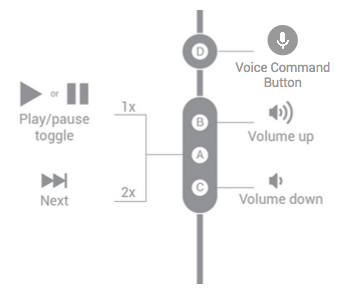 D
Voice Command
Button
or
Play/pause
toggle
1x
B
Volume up
A
Next
2x
C
Volume down